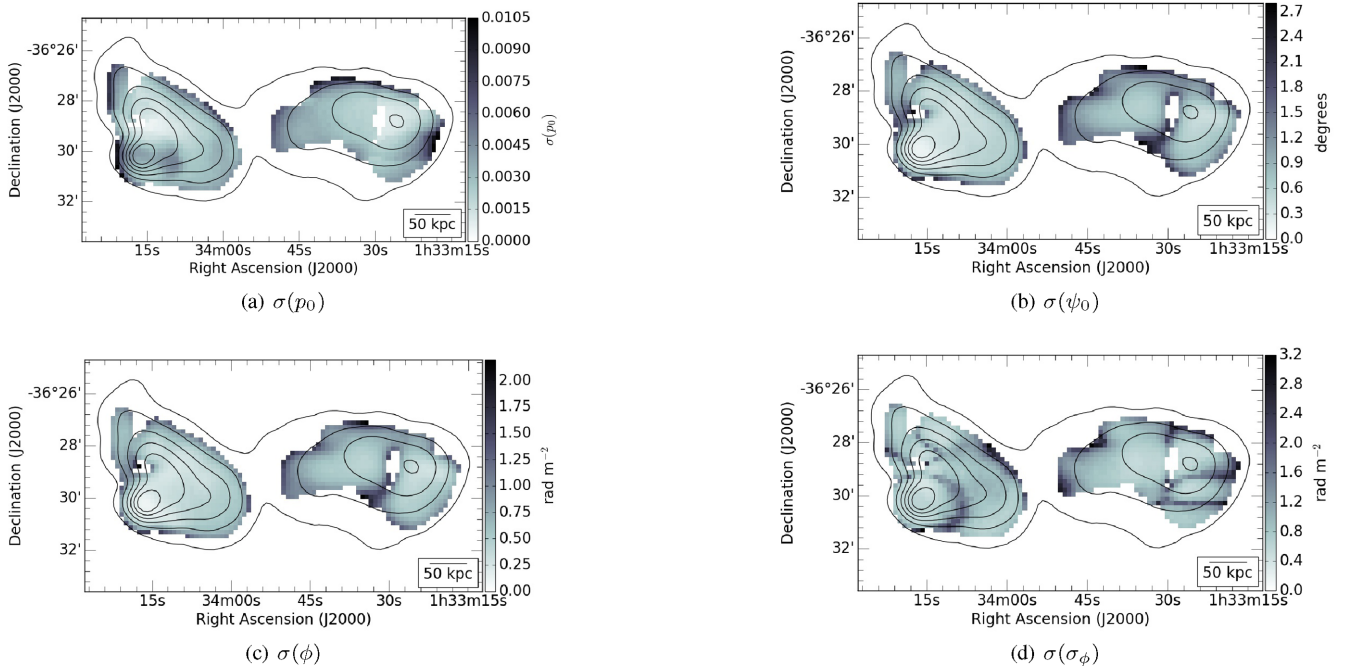 0.0105
0.0090
0.0075
0.0060
0.0045
0.0030
0.0015
0.0000
σ(p₀)
-36°26'
28'
30'
32'
Declination (J2000)
50 kpc
15s 34m00s 45s 30s 1h33m15s
Right Ascension (J2000)
(a) σ(p₀)
2.7
2.4
2.1
1.8
1.5
1.2
0.9
0.6
0.3
0.0
degrees
-36°26'
28'
30'
32'
Declination (J2000)
50 kpc
15s 34m00s 45s 30s 1h33m15s
Right Ascension (J2000)
(b) σ(ψ₀)
2.00
1.75
1.50
1.25
1.00
0.75
0.50
0.25
0.00
rad m⁻²
-36°26'
28'
30'
32'
Declination (J2000)
50 kpc
15s 34m00s 45s 30s 1h33m15s
Right Ascension (J2000)
(c) σ(ϕ)
3.2
2.8
2.4
2.0
1.6
1.2
0.8
0.4
0.0
rad m⁻²
-36°26'
28'
30'
32'
Declination (J2000)
50 kpc
15s 34m00s 45s 30s 1h33m15s
Right Ascension (J2000)
(d) σ(σ_ϕ)